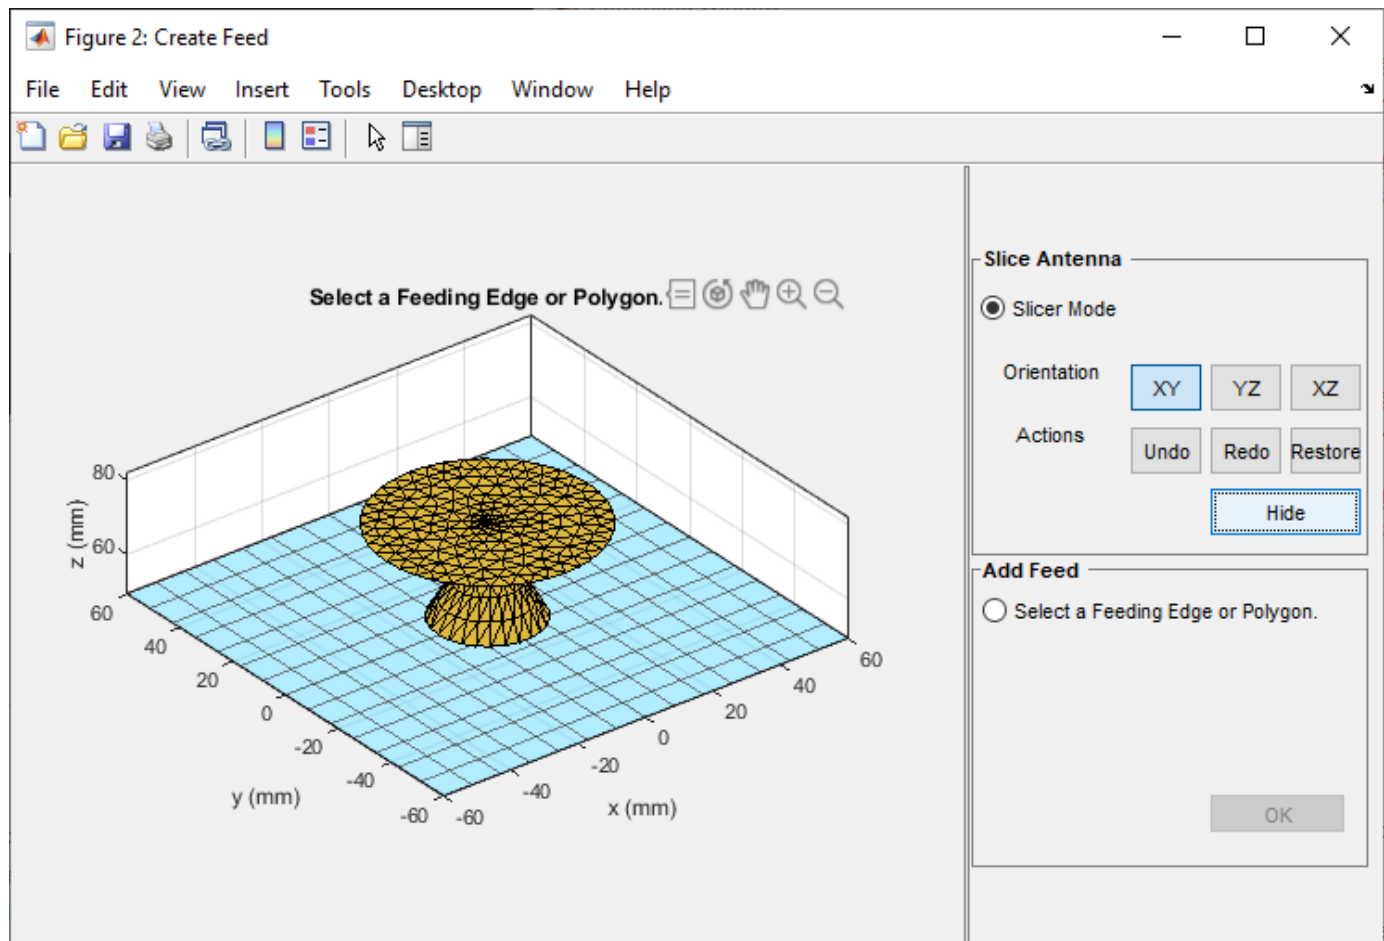 Figure 2: Create Feed
File Edit View Insert Tools Desktop Window Help
Select a Feeding Edge or Polygon.
80
60
z (mm)
60
40
20
0
-20
-40
-60
y (mm)
-60
-40
-20
0
20
40
60
x (mm)
Slice Antenna
Slicer Mode
Orientation XY YZ XZ
Actions Undo Redo Restore
Hide
Add Feed
Select a Feeding Edge or Polygon.
OK